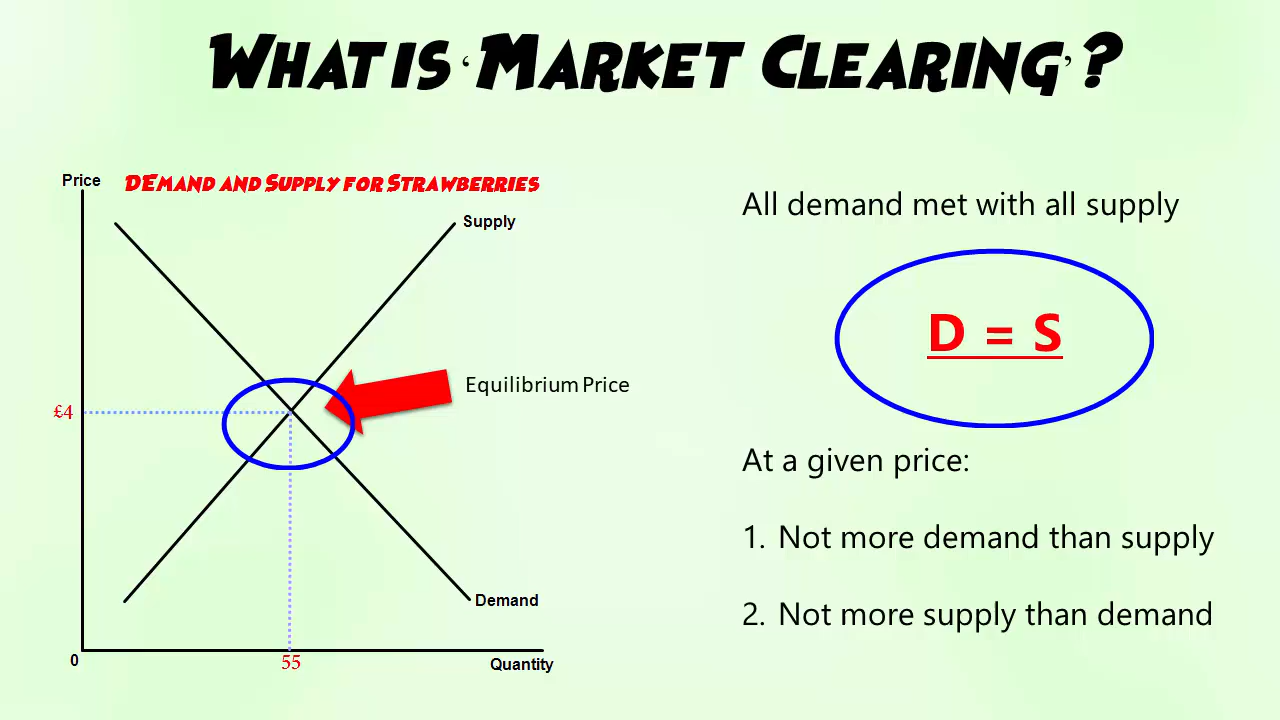 WHAT IS ‘MARKET CLEARING’?
Price
DEMAND AND SUPPLY FOR STRAWBERRIES
Supply
All demand met with all supply
D = S
Equilibrium Price
£4
At a given price:
1. Not more demand than supply
2. Not more supply than demand
Demand
0
55
Quantity